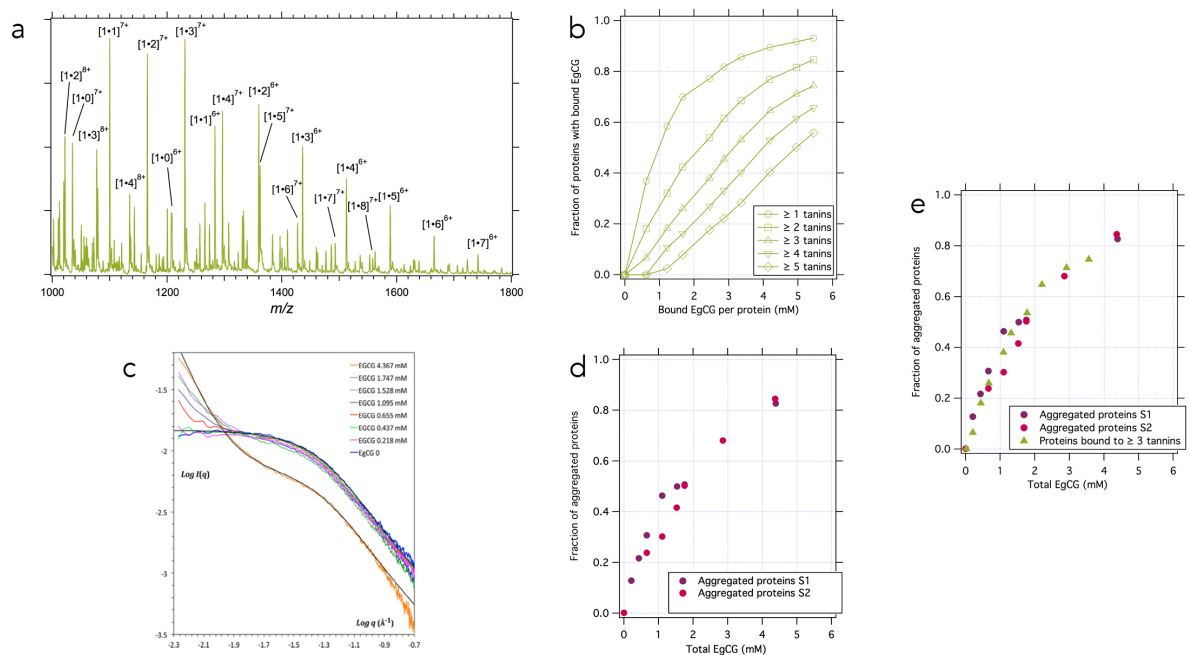 a
[1•1]7+
[1•2]7+
[1•3]7+
[1•2]8+
[1•0]7+
[1•3]8+
[1•4]8+
[1•0]6+
[1•1]6+
[1•4]7+
[1•2]6+
[1•5]7+
[1•3]6+
[1•6]7+
[1•7]7+
[1•4]6+
[1•8]7+
[1•5]6+
[1•6]6+
[1•7]6+
1000 1200 1400 1600 1800
m/z
b
Fraction of proteins with bound EgCG
1.0
0.8
0.6
0.4
0.2
0.0
≥ 1 tanins
≥ 2 tanins
≥ 3 tanins
≥ 4 tanins
≥ 5 tanins
0 1 2 3 4 5 6
Bound EgCG per protein (mM)
c
-1.5
-2
-2.5
-3
-3.5
EGCG 4.367 mM
EGCG 1.747 mM
EGCG 1.528 mM
EGCG 1.095 mM
EGCG 0.655 mM
EGCG 0.437 mM
EGCG 0.218 mM
EgCG 0
Log I(q)
Log q (Å-1)
-2.3 -2.1 -1.9 -1.7 -1.5 -1.3 -1.1 -0.9 -0.7
d
Fraction of aggregated proteins
1.0
0.8
0.6
0.4
0.2
0.0
Aggregated proteins S1
Aggregated proteins S2
0 1 2 3 4 5 6
Total EgCG (mM)
e
Fraction of aggregated proteins
1.0
0.8
0.6
0.4
0.2
0.0
Aggregated proteins S1
Aggregated proteins S2
Proteins bound to ≥ 3 tannins
0 1 2 3 4 5 6
Total EgCG (mM)